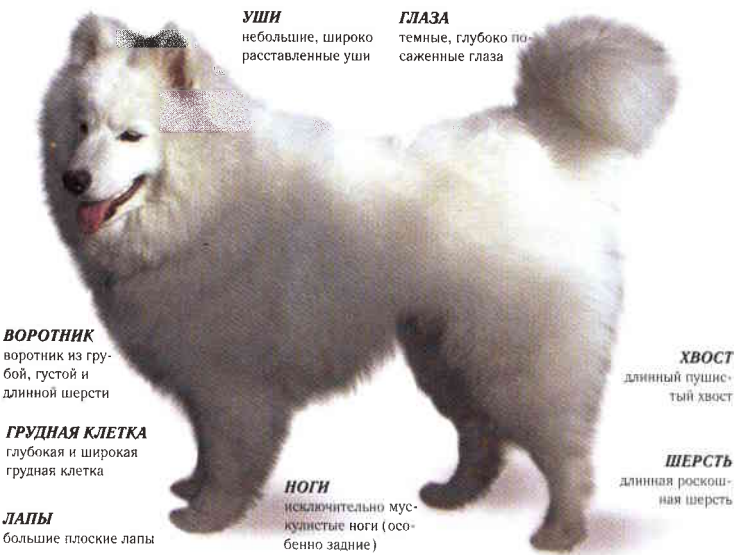 УШИ
небольшие, широко
расставленные уши
ГЛАЗА
темные, глубоко по-
саженные глаза
ВОРОТНИК
воротник из гру-
бой, густой и
длинной шерсти
ГРУДНАЯ КЛЕТКА
глубокая и широкая
грудная клетка
ЛАПЫ
большие плоские лапы
НОГИ
исключительно мус-
кулистые ноги (осо-
бенно задние)
ХВОСТ
длинный пушис-
тый хвост
ШЕРСТЬ
длинная роскош-
ная шерсть